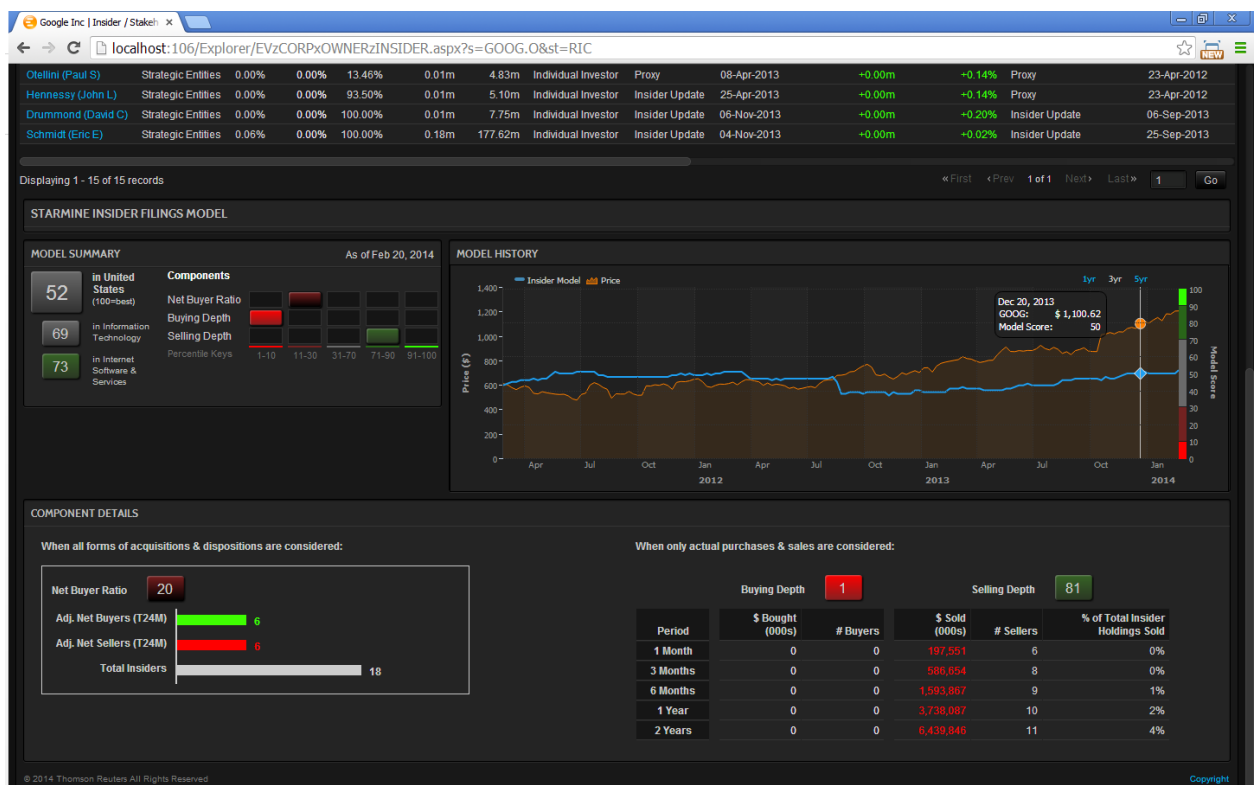 Google Inc | Insider / Stakeh ×
localhost:106/Explorer/EVzCORPxOWNERzINSIDER.aspx?s=GOOG.O&st=RIC
NEW
Otellini (Paul S) Strategic Entities 0.00% 0.00% 13.46% 0.01m 4.83m Individual Investor Proxy 08-Apr-2013 +0.00m +0.14% Proxy 23-Apr-2012
Hennessy (John L) Strategic Entities 0.00% 0.00% 93.50% 0.01m 5.10m Individual Investor Insider Update 25-Apr-2013 +0.00m +0.14% Proxy 23-Apr-2012
Drummond (David C) Strategic Entities 0.00% 0.00% 100.00% 0.01m 7.75m Individual Investor Insider Update 06-Nov-2013 +0.00m +0.20% Insider Update 06-Sep-2013
Schmidt (Eric E) Strategic Entities 0.06% 0.00% 100.00% 0.18m 177.62m Individual Investor Insider Update 04-Nov-2013 +0.00m +0.02% Insider Update 25-Sep-2013
Displaying 1 - 15 of 15 records «First ‹Prev 1 of 1 Next› Last» 1 Go
STARMINE INSIDER FILINGS MODEL
MODEL SUMMARY As of Feb 20, 2014
52 in United States (100=best)
69 in Information Technology
73 in Internet Software & Services
Components
Net Buyer Ratio
Buying Depth
Selling Depth
Percentile Keys 1-10 11-30 31-70 71-90 91-100
MODEL HISTORY
Insider Model Price 1yr 3yr 5yr
Dec 20, 2013
GOOG: $ 1,100.62
Model Score: 50
Price ($)
1,400
1,200
1,000
800
600
400
200
0
100
90
80
70
60
50
40
30
20
10
0
Model Score
Apr Jul Oct Jan Apr Jul Oct Jan Apr Jul Oct Jan
2012 2013 2014
COMPONENT DETAILS
When all forms of acquisitions & dispositions are considered:
Net Buyer Ratio 20
Adj. Net Buyers (T24M) 6
Adj. Net Sellers (T24M) 6
Total Insiders 18
When only actual purchases & sales are considered:
Buying Depth 1 Selling Depth 81
Period $ Bought (000s) # Buyers $ Sold (000s) # Sellers % of Total Insider Holdings Sold
1 Month 0 0 197,551 6 0%
3 Months 0 0 586,654 8 0%
6 Months 0 0 1,593,867 9 1%
1 Year 0 0 3,738,087 10 2%
2 Years 0 0 6,439,846 11 4%
© 2014 Thomson Reuters All Rights Reserved Copyright